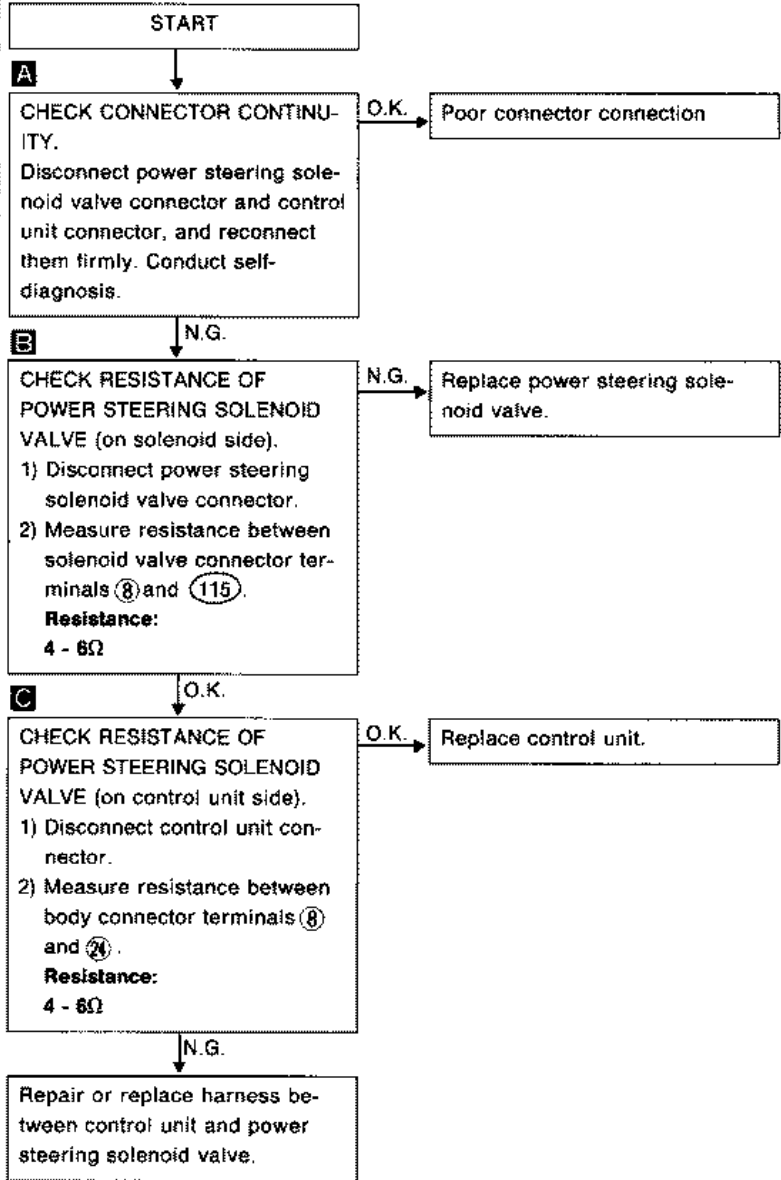 START
A
CHECK CONNECTOR CONTINU-
ITY.
Disconnect power steering sole-
noid valve connector and control
unit connector, and reconnect
them firmly. Conduct self-
diagnosis.
O.K.
Poor connector connection
N.G.
B
CHECK RESISTANCE OF
POWER STEERING SOLENOID
VALVE (on solenoid side).
1) Disconnect power steering
solenoid valve connector.
2) Measure resistance between
solenoid valve connector ter-
minals ⑧ and (115).
Resistance:
4 - 6Ω
N.G.
Replace power steering sole-
noid valve.
O.K.
C
CHECK RESISTANCE OF
POWER STEERING SOLENOID
VALVE (on control unit side).
1) Disconnect control unit con-
nector.
2) Measure resistance between
body connector terminals ⑧
and ㉔ .
Resistance:
4 - 6Ω
O.K.
Replace control unit.
N.G.
Repair or replace harness be-
tween control unit and power
steering solenoid valve.